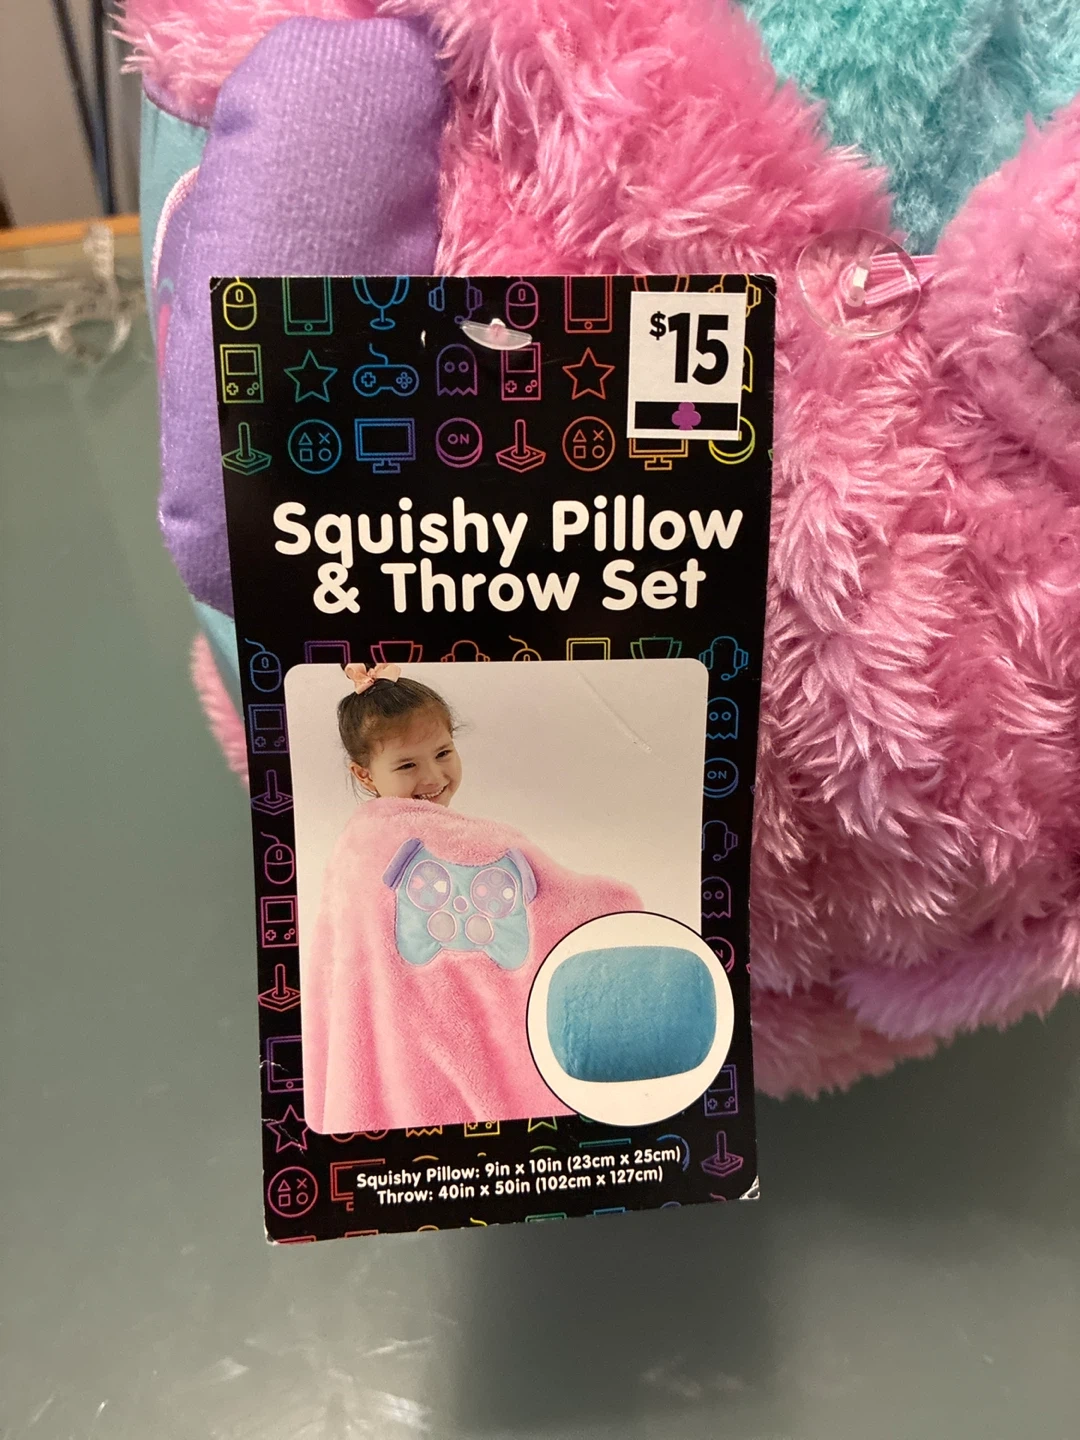 $15
ON
Squishy Pillow
& Throw Set
ON
Squishy Pillow: 9in x 10in (23cm x 25cm)
Throw: 40in x 50in (102cm x 127cm)